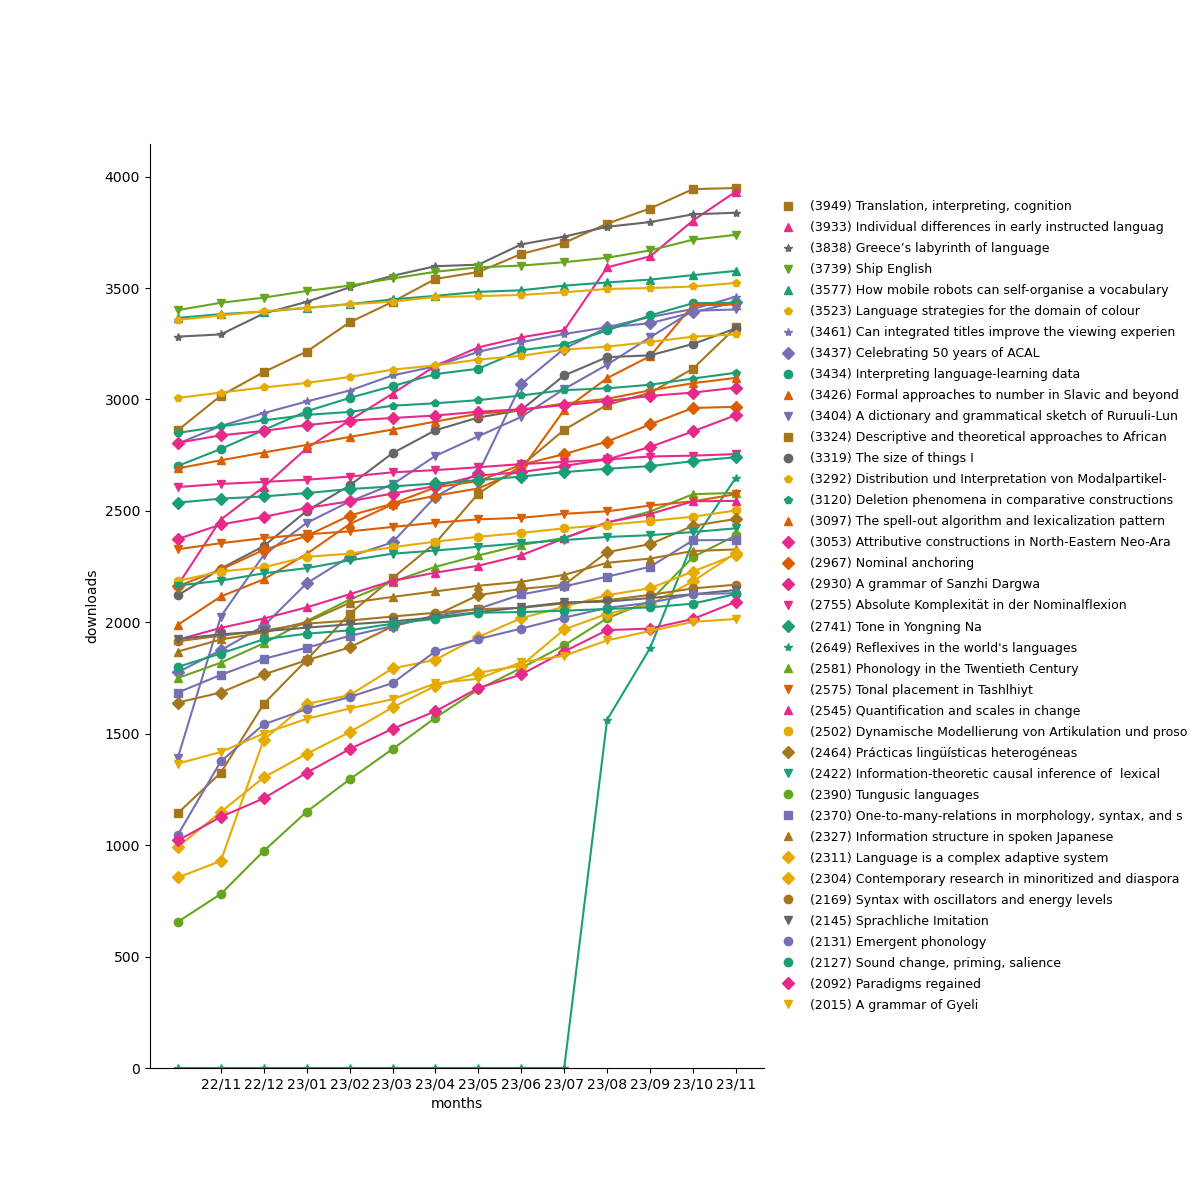 4000
3500
3000
2500
2000
1500
1000
500
0
downloads
22/11 22/12 23/01 23/02 23/03 23/04 23/05 23/06 23/07 23/08 23/09 23/10 23/11
months
(3949) Translation, interpreting, cognition
(3933) Individual differences in early instructed languag
(3838) Greece’s labyrinth of language
(3739) Ship English
(3577) How mobile robots can self-organise a vocabulary
(3523) Language strategies for the domain of colour
(3461) Can integrated titles improve the viewing experien
(3437) Celebrating 50 years of ACAL
(3434) Interpreting language-learning data
(3426) Formal approaches to number in Slavic and beyond
(3404) A dictionary and grammatical sketch of Ruruuli-Lun
(3324) Descriptive and theoretical approaches to African
(3319) The size of things I
(3292) Distribution und Interpretation von Modalpartikel-
(3120) Deletion phenomena in comparative constructions
(3097) The spell-out algorithm and lexicalization pattern
(3053) Attributive constructions in North-Eastern Neo-Ara
(2967) Nominal anchoring
(2930) A grammar of Sanzhi Dargwa
(2755) Absolute Komplexität in der Nominalflexion
(2741) Tone in Yongning Na
(2649) Reflexives in the world's languages
(2581) Phonology in the Twentieth Century
(2575) Tonal placement in Tashlhiyt
(2545) Quantification and scales in change
(2502) Dynamische Modellierung von Artikulation und proso
(2464) Prácticas lingüísticas heterogéneas
(2422) Information-theoretic causal inference of  lexical
(2390) Tungusic languages
(2370) One-to-many-relations in morphology, syntax, and s
(2327) Information structure in spoken Japanese
(2311) Language is a complex adaptive system
(2304) Contemporary research in minoritized and diaspora
(2169) Syntax with oscillators and energy levels
(2145) Sprachliche Imitation
(2131) Emergent phonology
(2127) Sound change, priming, salience
(2092) Paradigms regained
(2015) A grammar of Gyeli